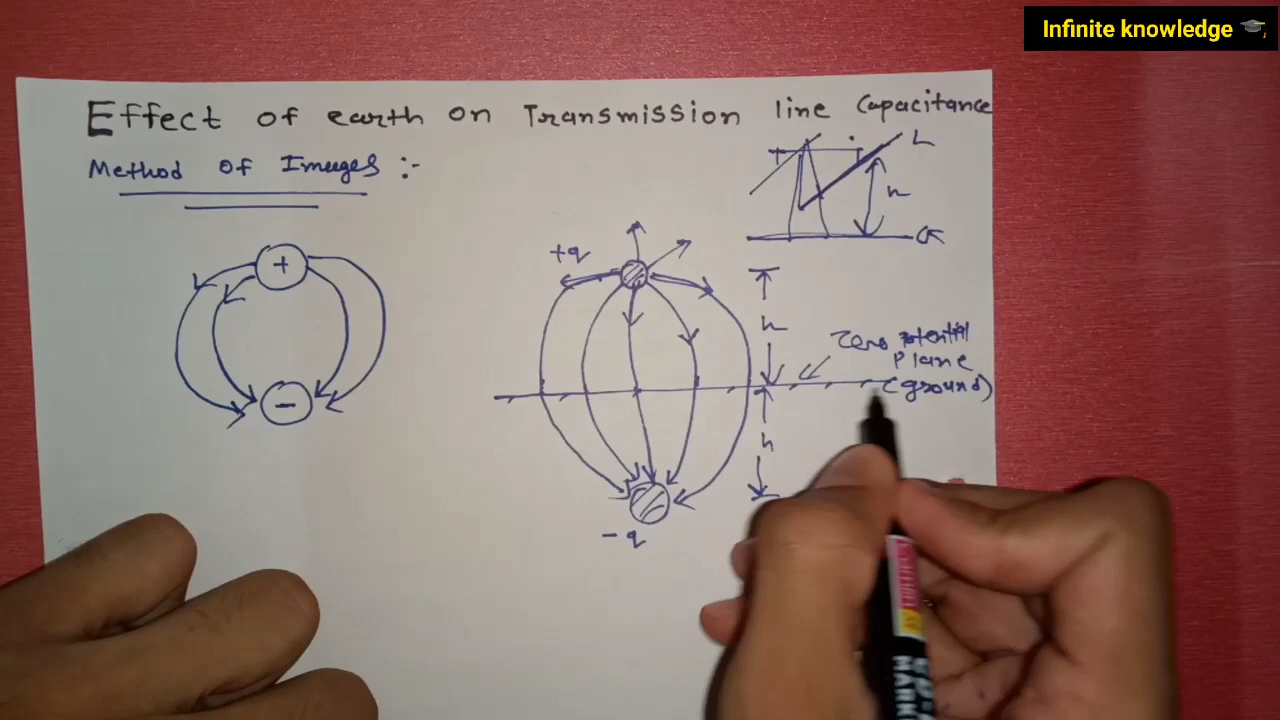 Infinite knowledge 🎓
Effect of earth on Transmission line Capacitance
Method of Images :-
L
h
G
+
−
+q
h
Zero potential
Plane
(ground)
h
-q